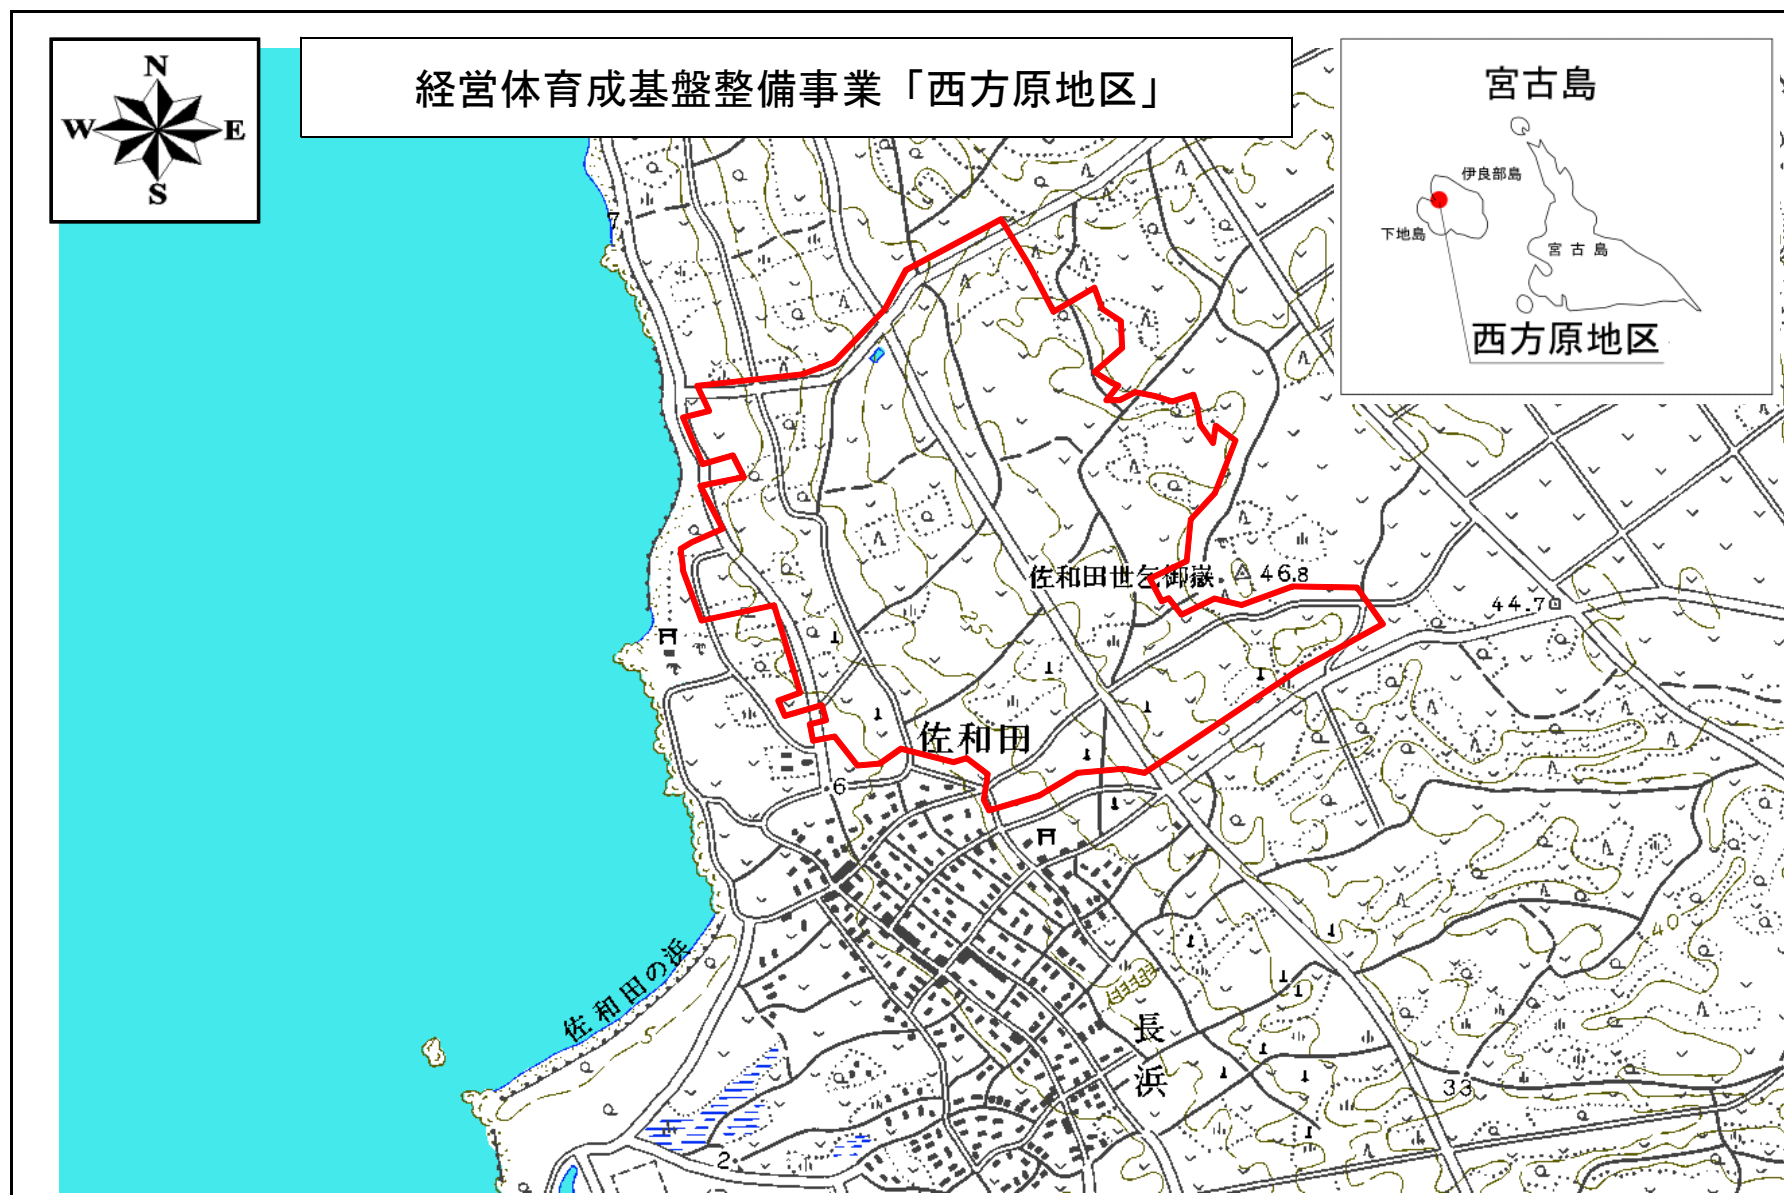 N
W E
S
経営体育成基盤整備事業「西方原地区」
宮古島
伊良部島
下地島
宮古島
西方原地区
7
佐和田世乞御嶽
46.8
44.7
佐和田
6
佐和田の浜
長浜
40
33
2